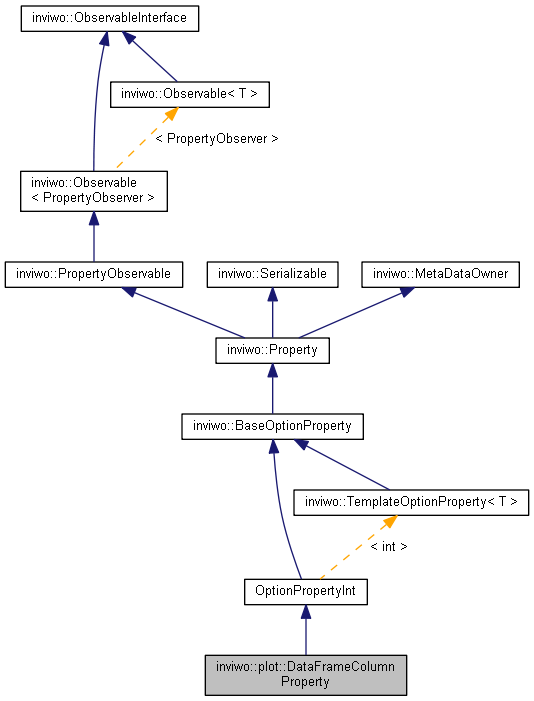 inviwo::ObservableInterface
inviwo::Observable< T >
< PropertyObserver >
inviwo::Observable
< PropertyObserver >
inviwo::PropertyObservable
inviwo::Serializable
inviwo::MetaDataOwner
inviwo::Property
inviwo::BaseOptionProperty
inviwo::TemplateOptionProperty< T >
< int >
OptionPropertyInt
inviwo::plot::DataFrameColumn
Property